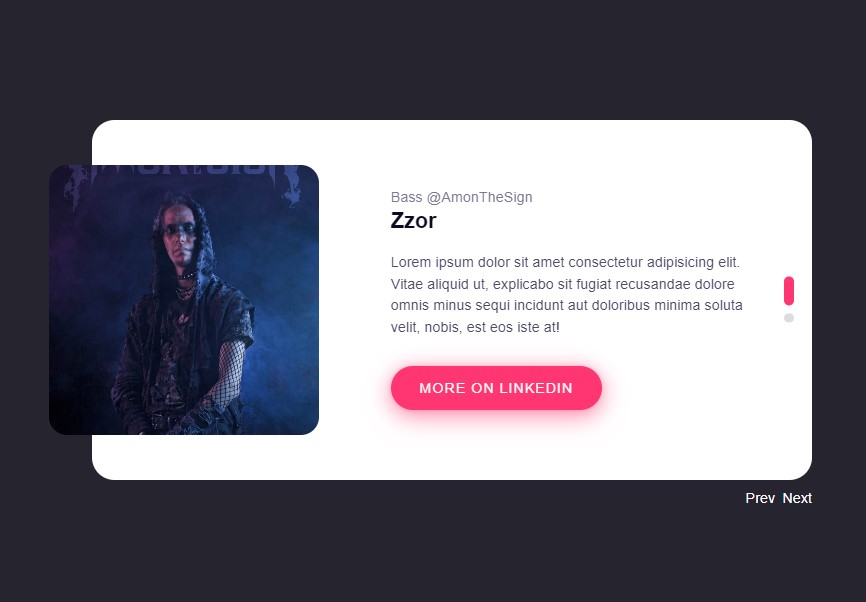 Bass @AmonTheSign
Zzor
Lorem ipsum dolor sit amet consectetur adipisicing elit.
Vitae aliquid ut, explicabo sit fugiat recusandae dolore
omnis minus sequi incidunt aut doloribus minima soluta
velit, nobis, est eos iste at!
MORE ON LINKEDIN
Prev Next